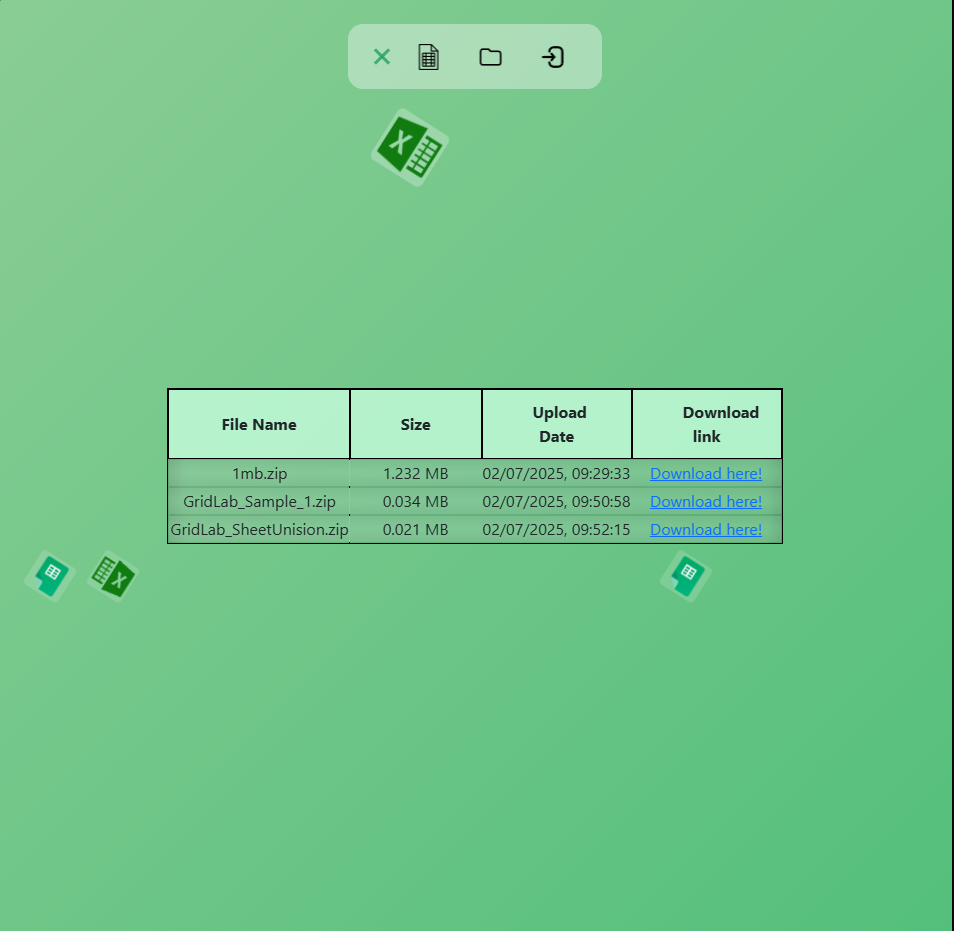 File Name Size Upload Date Download link
1mb.zip 1.232 MB 02/07/2025, 09:29:33 Download here!
GridLab_Sample_1.zip 0.034 MB 02/07/2025, 09:50:58 Download here!
GridLab_SheetUnision.zip 0.021 MB 02/07/2025, 09:52:15 Download here!